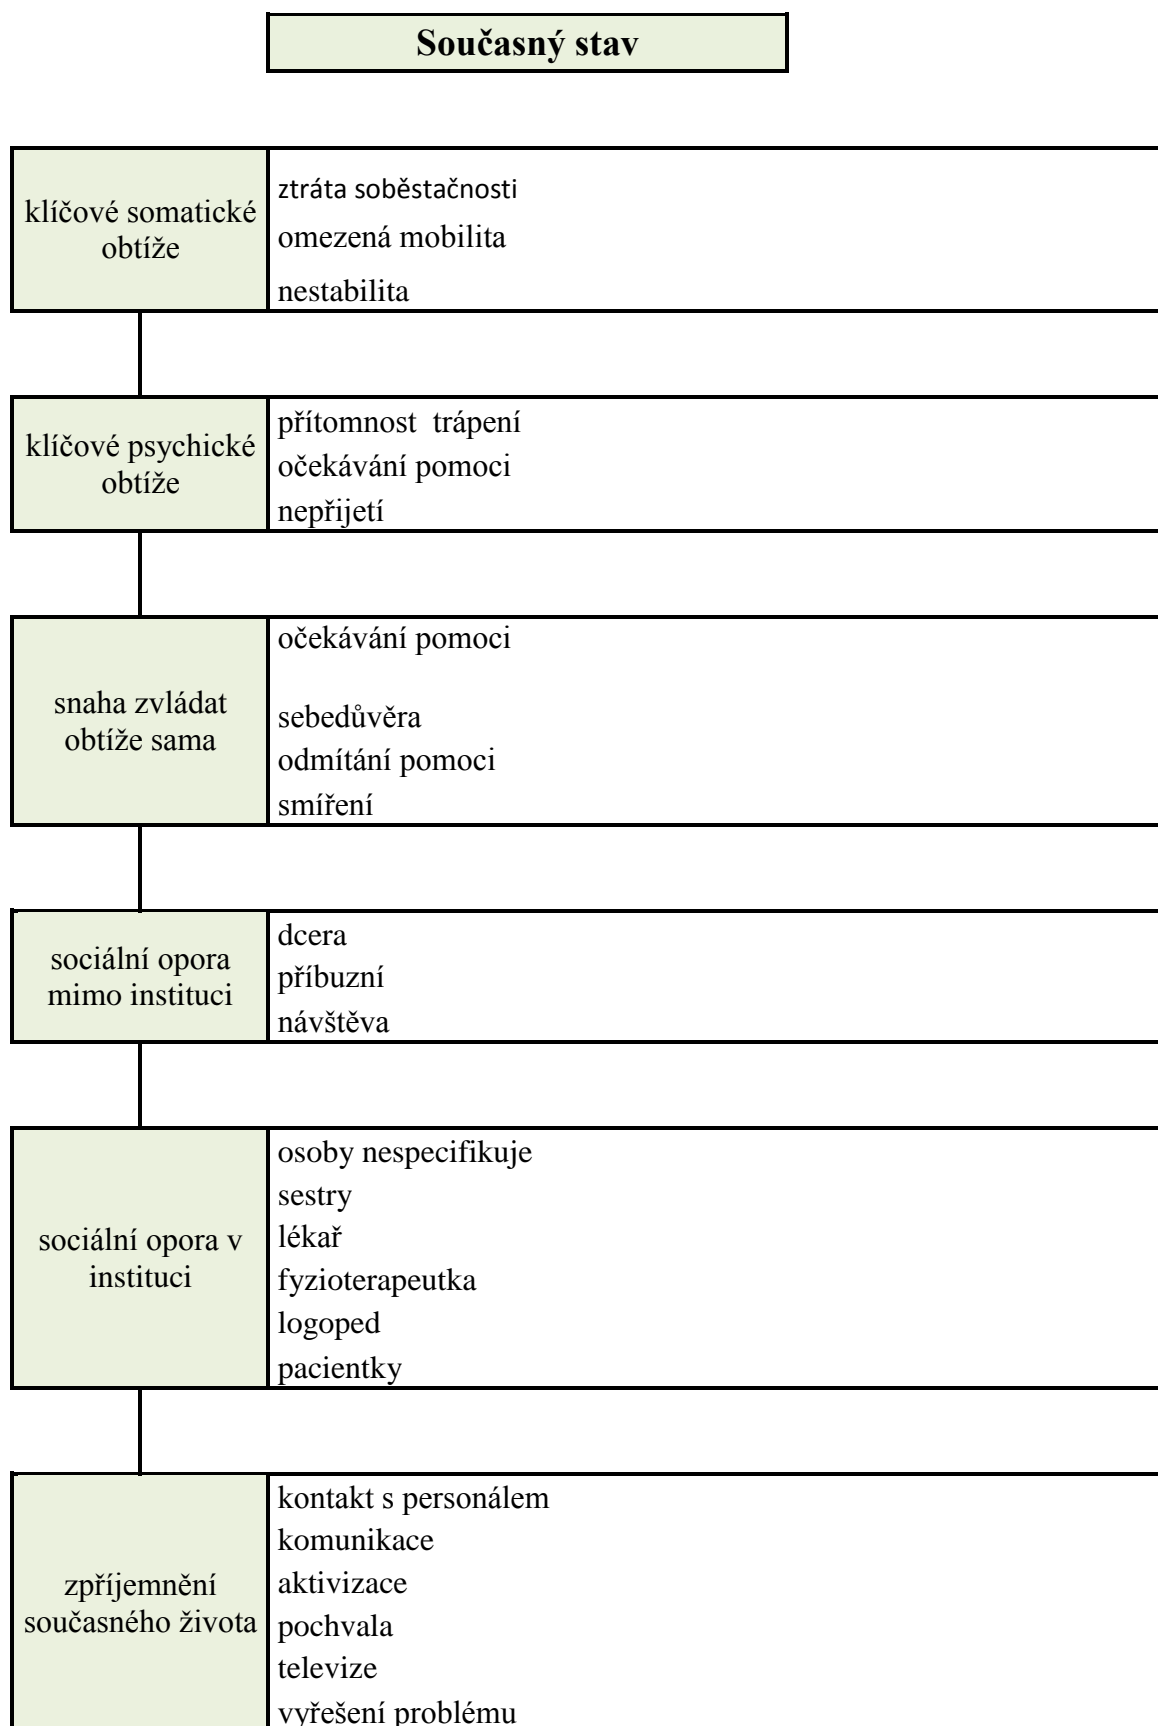 Současný stav
klíčové somatické
obtíže
ztráta soběstačnosti
omezená mobilita
nestabilita
klíčové psychické
obtíže
přítomnost  trápení
očekávání pomoci
nepřijetí
snaha zvládat
obtíže sama
očekávání pomoci
sebedůvěra
odmítání pomoci
smíření
sociální opora
mimo instituci
dcera
příbuzní
návštěva
sociální opora v
instituci
osoby nespecifikuje
sestry
lékař
fyzioterapeutka
logoped
pacientky
zpříjemnění
současného života
kontakt s personálem
komunikace
aktivizace
pochvala
televize
vyřešení problému